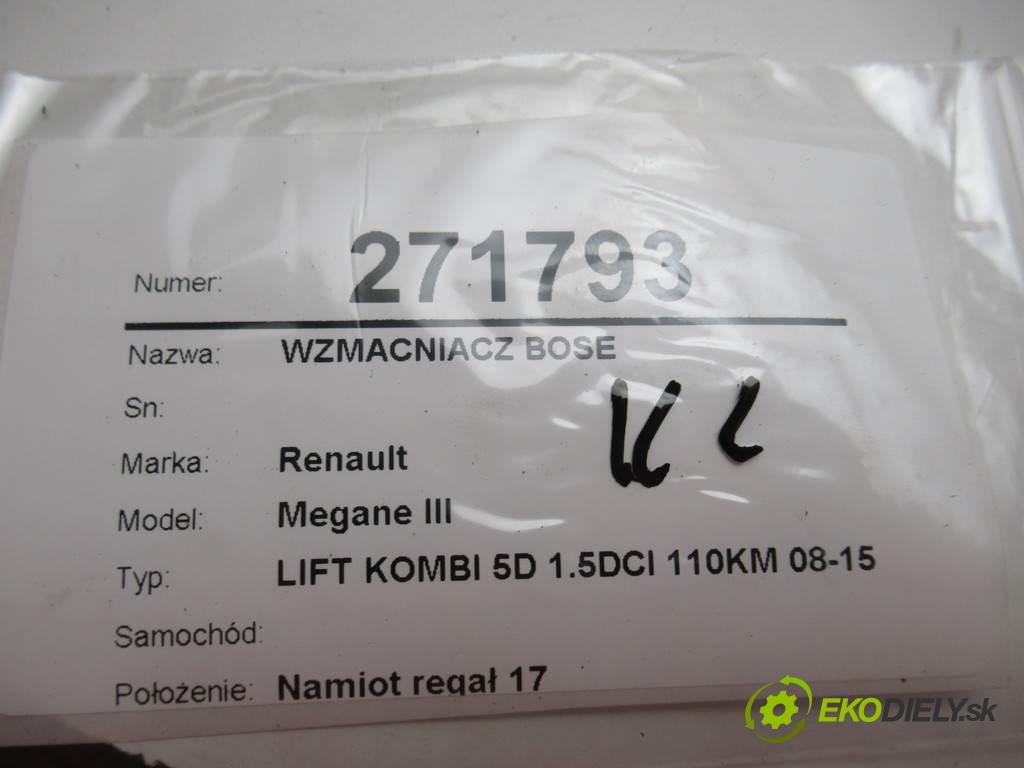 Numer: 271793
Nazwa: WZMACNIACZ BOSE
Sn:
Marka: Renault
Model: Megane III
Typ: LIFT KOMBI 5D 1.5DCI 110KM 08-15
Samochód:
Położenie: Namiot regał 17
EKODIELY.sk